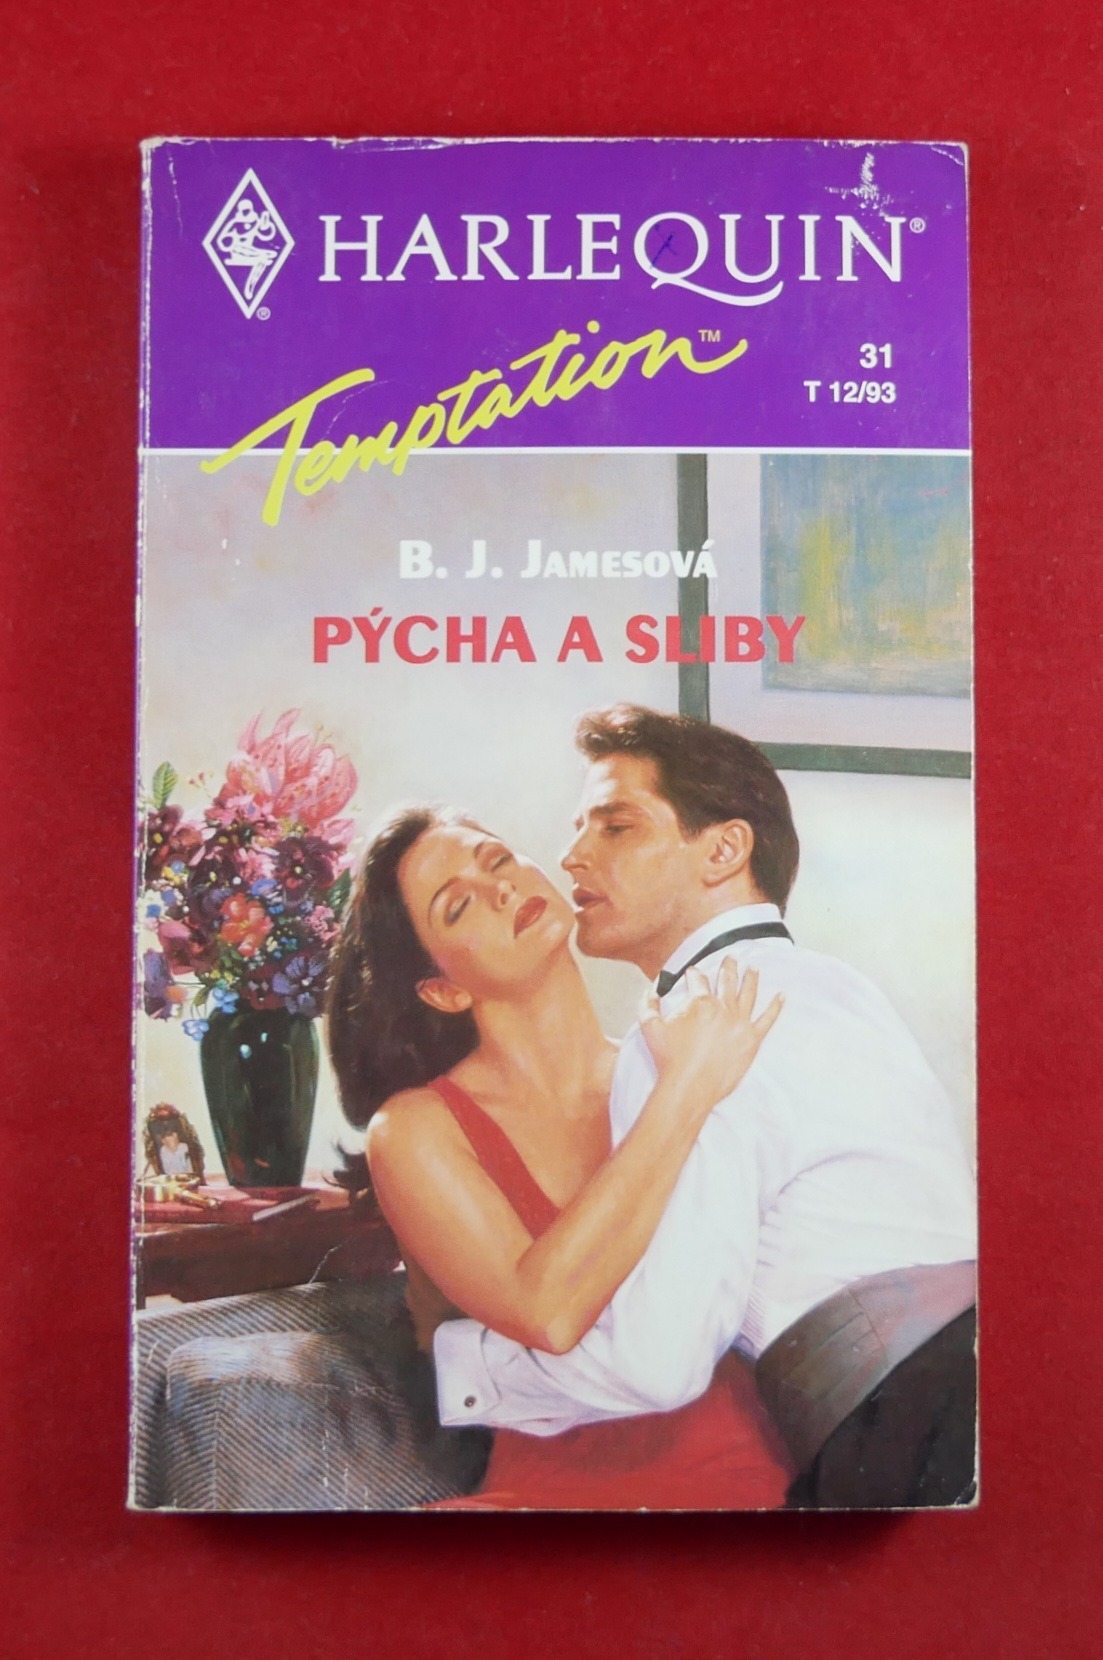 HARLEQUIN®
®
Temptation™
31
T 12/93
B. J. JAMESOVÁ
PÝCHA A SLIBY